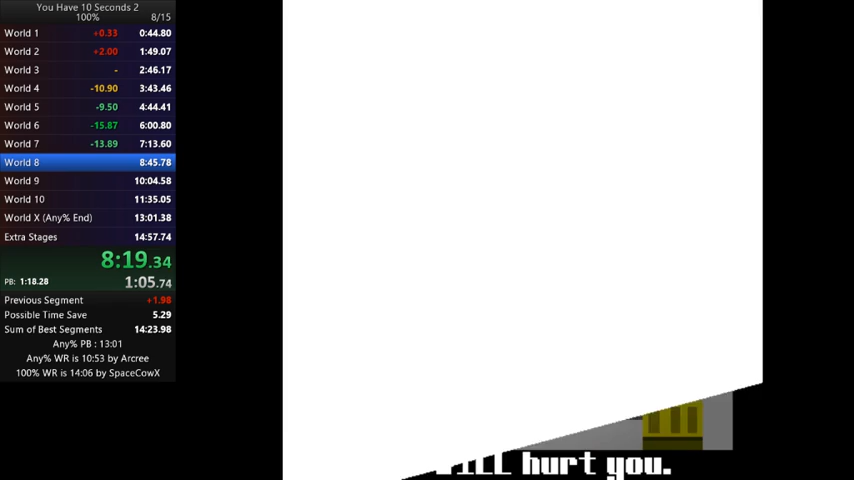 You Have 10 Seconds 2
100% 8/15
World 1 +0.33 0:44.80
World 2 +2.00 1:49.07
World 3 - 2:46.17
World 4 -10.90 3:43.46
World 5 -9.50 4:44.41
World 6 -15.87 6:00.80
World 7 -13.89 7:13.60
World 8 8:45.78
World 9 10:04.58
World 10 11:35.05
World X (Any% End) 13:01.38
Extra Stages 14:57.74
8:19.34
PB: 1:18.28 1:05.74
Previous Segment +1.98
Possible Time Save 5.29
Sum of Best Segments 14:23.98
Any% PB : 13:01
Any% WR is 10:53 by Arcree
100% WR is 14:06 by SpaceCowX
will hurt you.